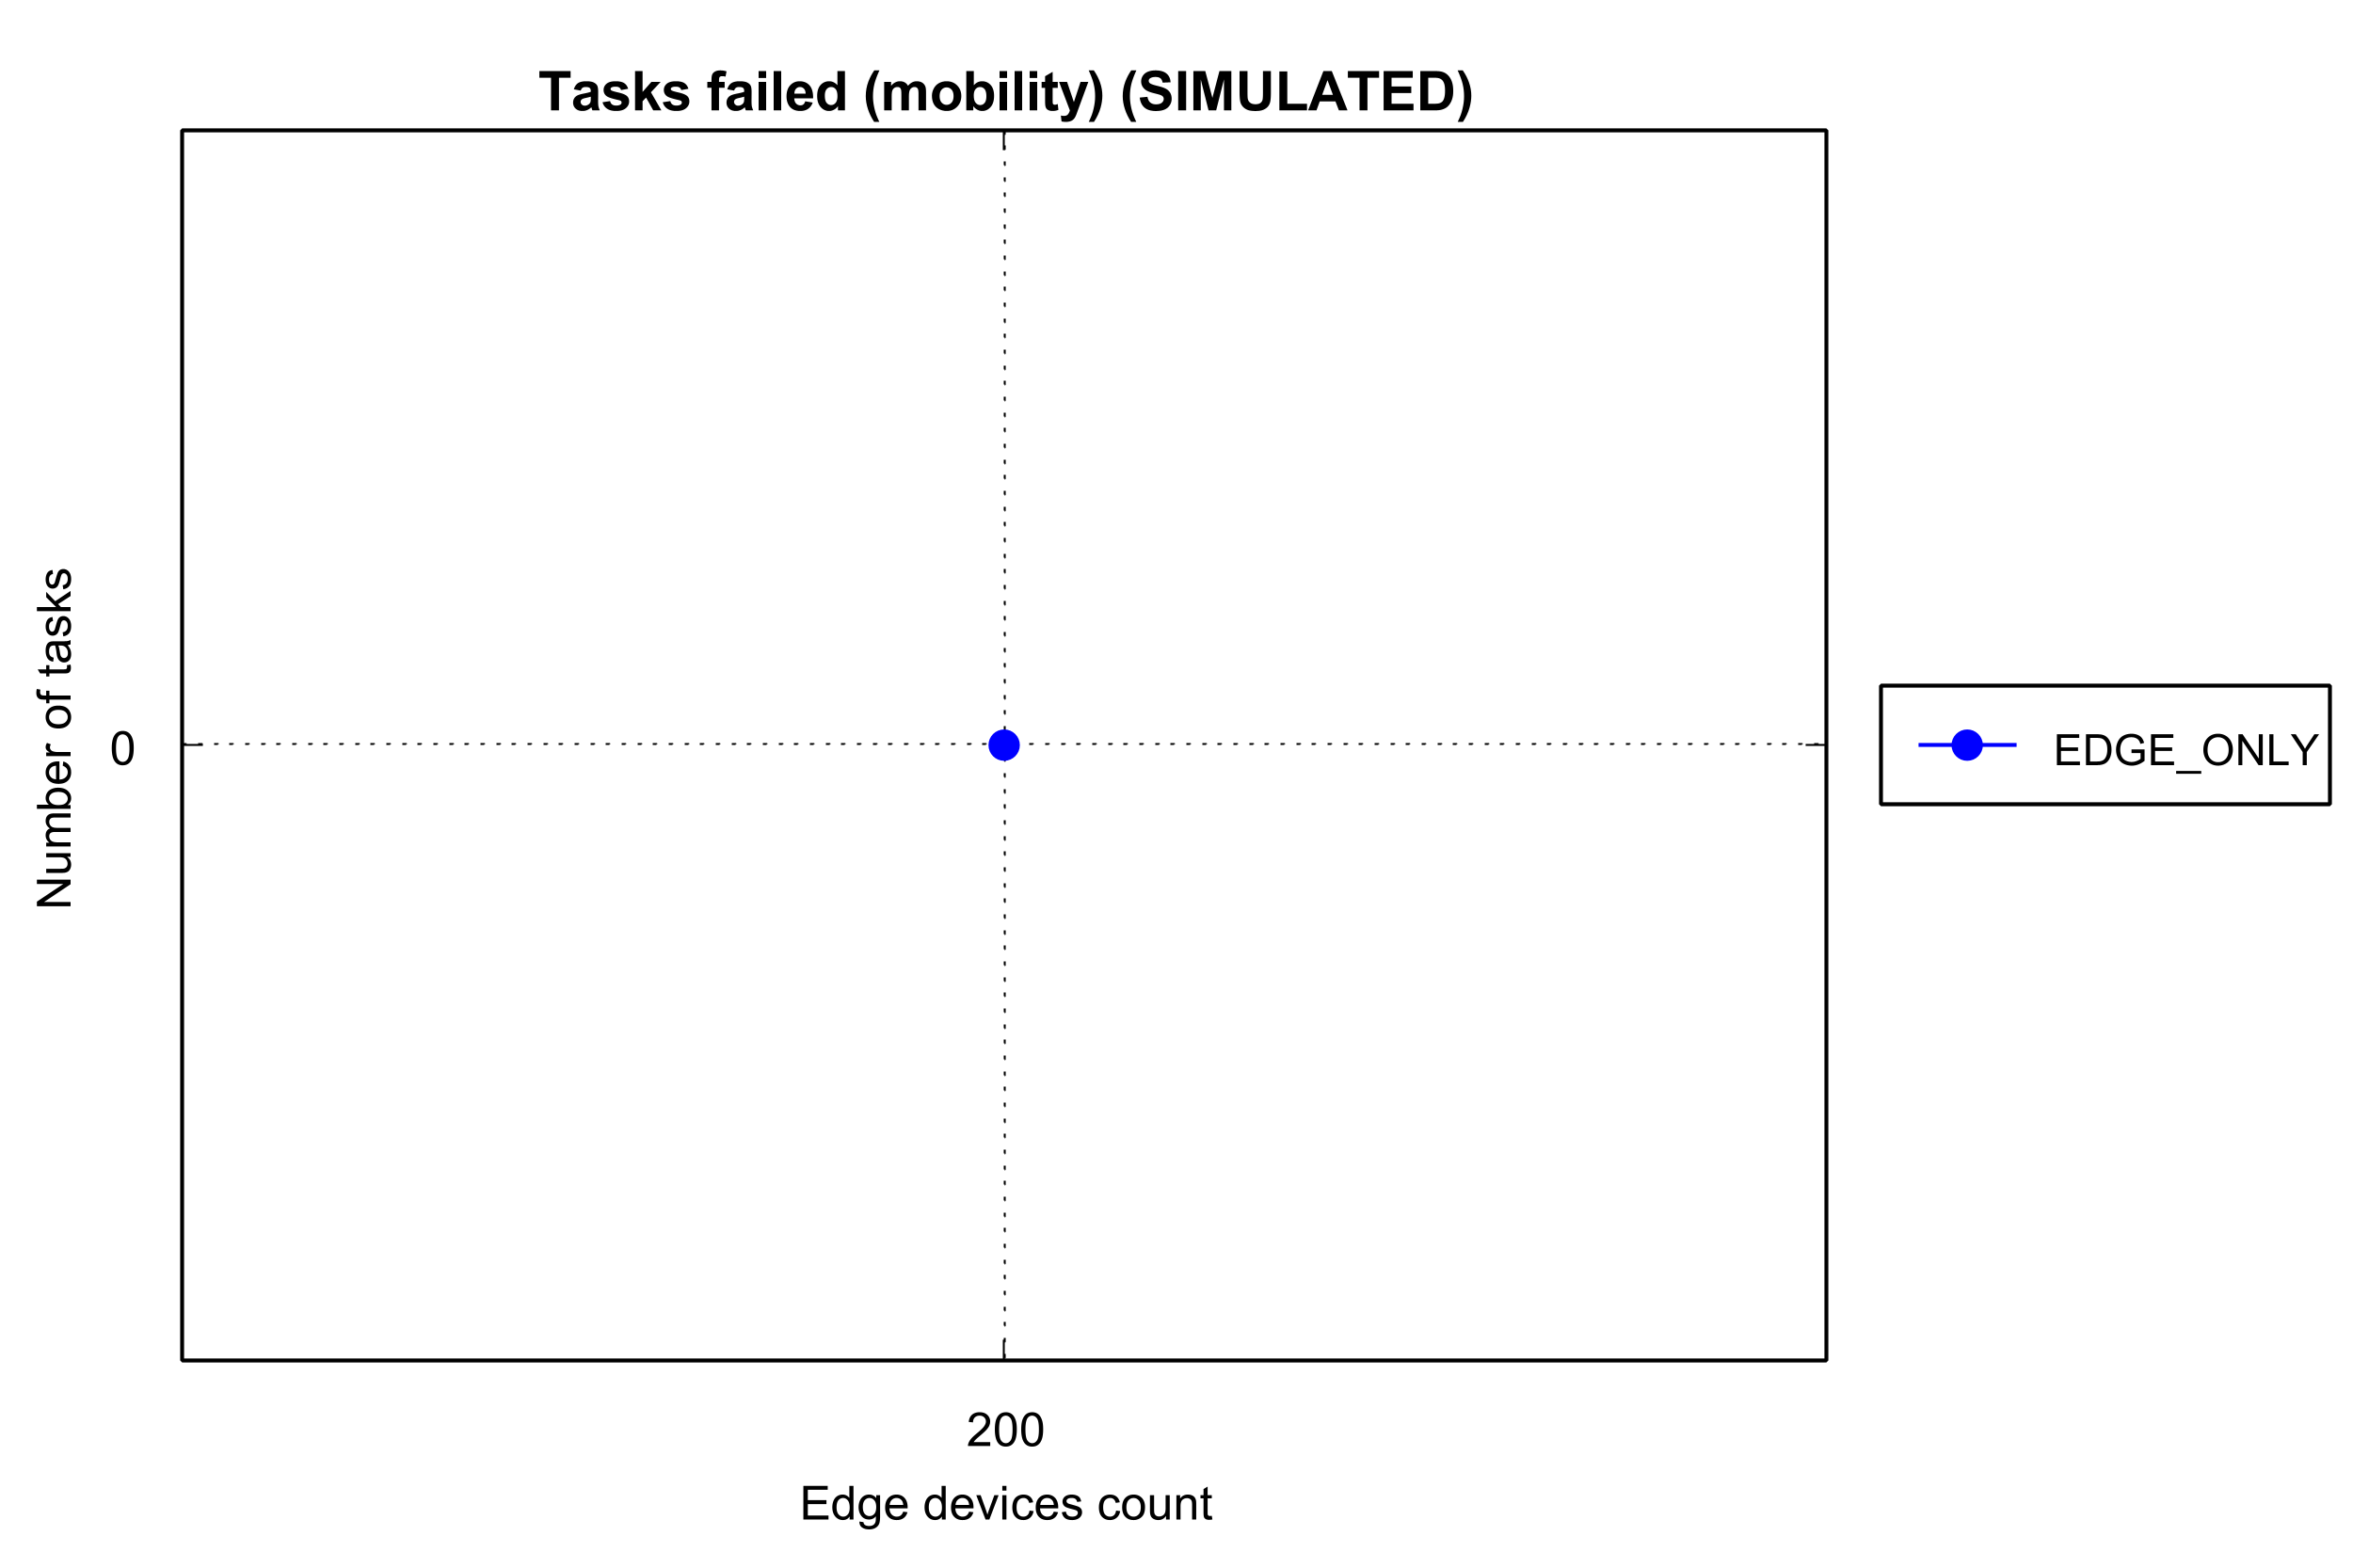 Tasks failed (mobility) (SIMULATED)
Number of tasks
0
EDGE_ONLY
200
Edge devices count